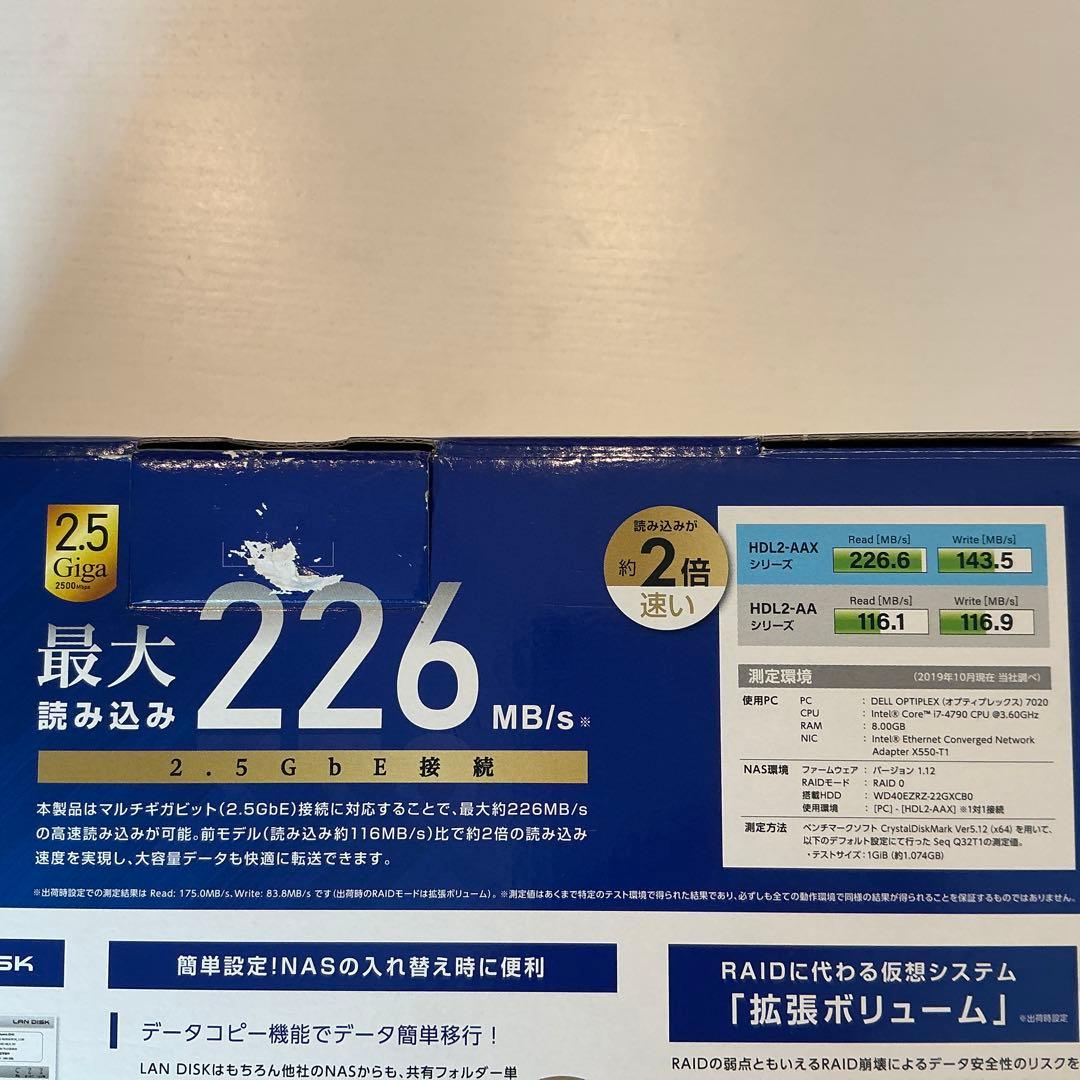 2.5
Giga
2500Mbps
最大
読み込み
226
MB/s※
2.5GbE接続
本製品はマルチギガビット(2.5GbE)接続に対応することで、最大約226MB/s
の高速読み込みが可能。前モデル(読み込み約116MB/s)比で約2倍の読み込み
速度を実現し、大容量データも快適に転送できます。
読み込みが
約2倍
速い
HDL2-AAX
シリーズ
Read [MB/s]
226.6
Write [MB/s]
143.5
HDL2-AA
シリーズ
Read [MB/s]
116.1
Write [MB/s]
116.9
測定環境 (2019年10月現在 当社調べ)
使用PC PC : DELL OPTIPLEX (オプティプレックス) 7020
CPU : Intel® Core™ i7-4790 CPU @3.60GHz
RAM : 8.00GB
NIC : Intel® Ethernet Converged Network
Adapter X550-T1
NAS環境 ファームウェア : バージョン 1.12
RAIDモード : RAID 0
搭載HDD : WD40EZRZ-22GXCB0
使用環境 : [PC] - [HDL2-AAX] ※1対1接続
測定方法 ベンチマークソフト CrystalDiskMark Ver5.12 (x64) を用いて、
以下のデフォルト設定にて行った Seq Q32T1の測定値。
・テストサイズ:1GiB (約1.074GB)
※出荷時設定での測定結果は Read: 175.0MB/s、Write: 83.8MB/s です(出荷時のRAIDモードは拡張ボリューム)。※測定値はあくまで特定のテスト環境で得られた結果であり、必ずしも全ての動作環境で同様の結果が得られることを保証するものではありません。
SK
LAN DISK
簡単設定!NASの入れ替え時に便利
データコピー機能でデータ簡単移行!
LAN DISKはもちろん他社のNASからも、共有フォルダー単
RAIDに代わる仮想システム
「拡張ボリューム」
※出荷時設定
RAIDの弱点ともいえるRAID崩壊によるデータ安全性のリスクを